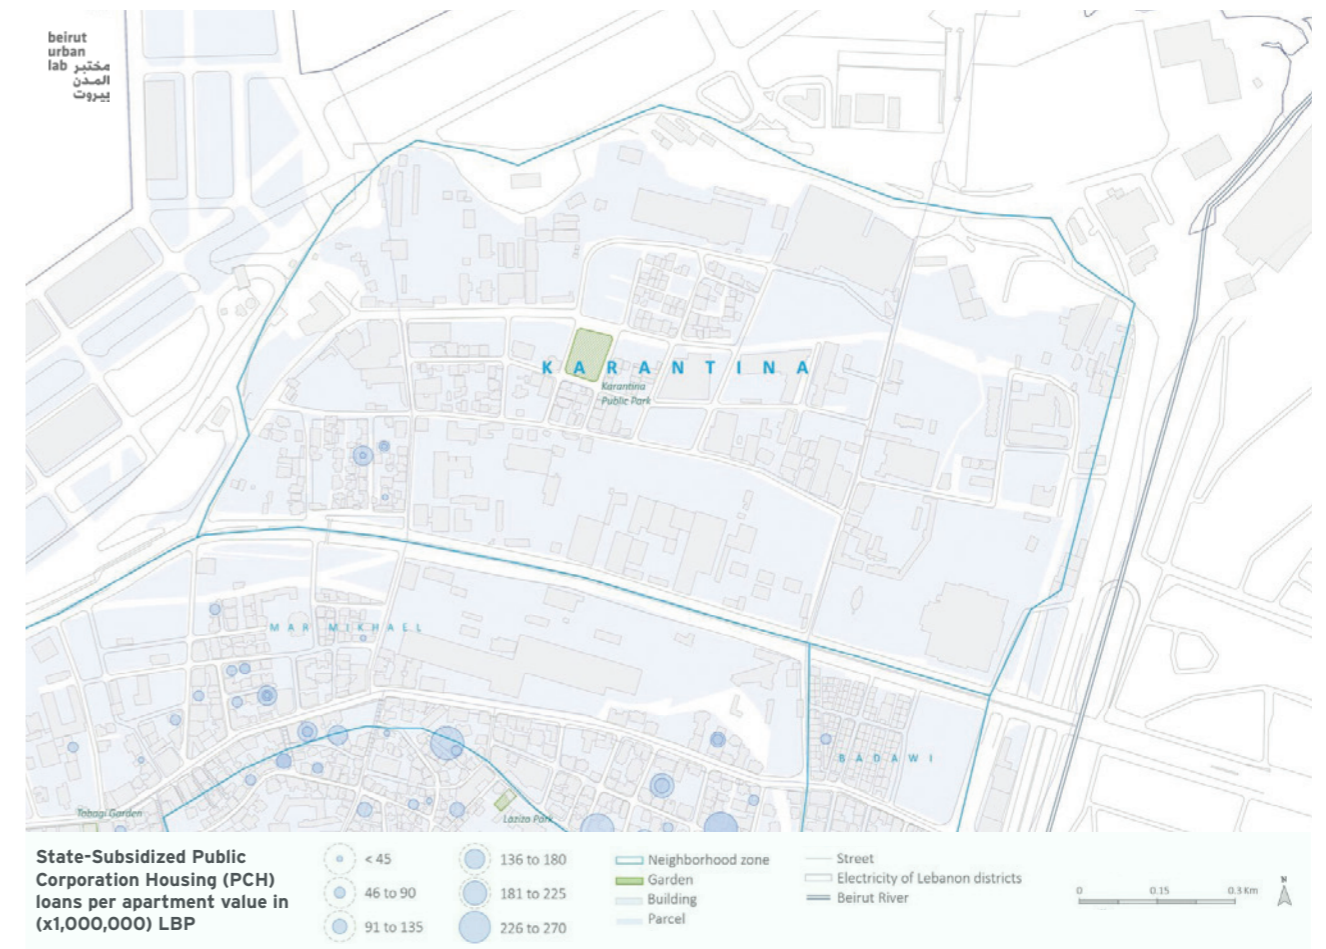 beirut
urban
lab مختبر
المدن
بيروت
KARANTINA
Karantina
Public Park
MAR MIKHAEL
BADAWI
Tobagi Garden
Laziza Park
State-Subsidized Public
Corporation Housing (PCH)
loans per apartment value in
(x1,000,000) LBP
< 45
46 to 90
91 to 135
136 to 180
181 to 225
226 to 270
Neighborhood zone
Garden
Building
Parcel
Street
Electricity of Lebanon districts
Beirut River
0 0.15 0.3 Km
N